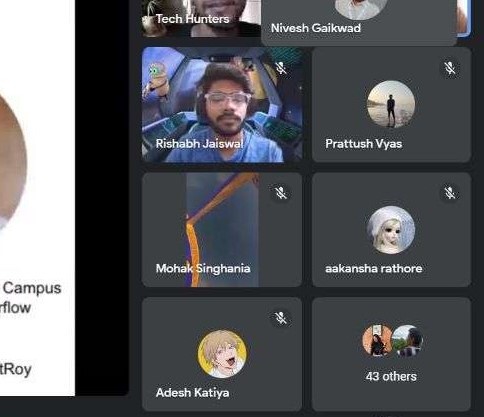 Campus
rflow
tRoy
Tech Hunters
Nivesh Gaikwad
Rishabh Jaiswal
Prattush Vyas
Mohak Singhania
aakansha rathore
Adesh Katiya
43 others